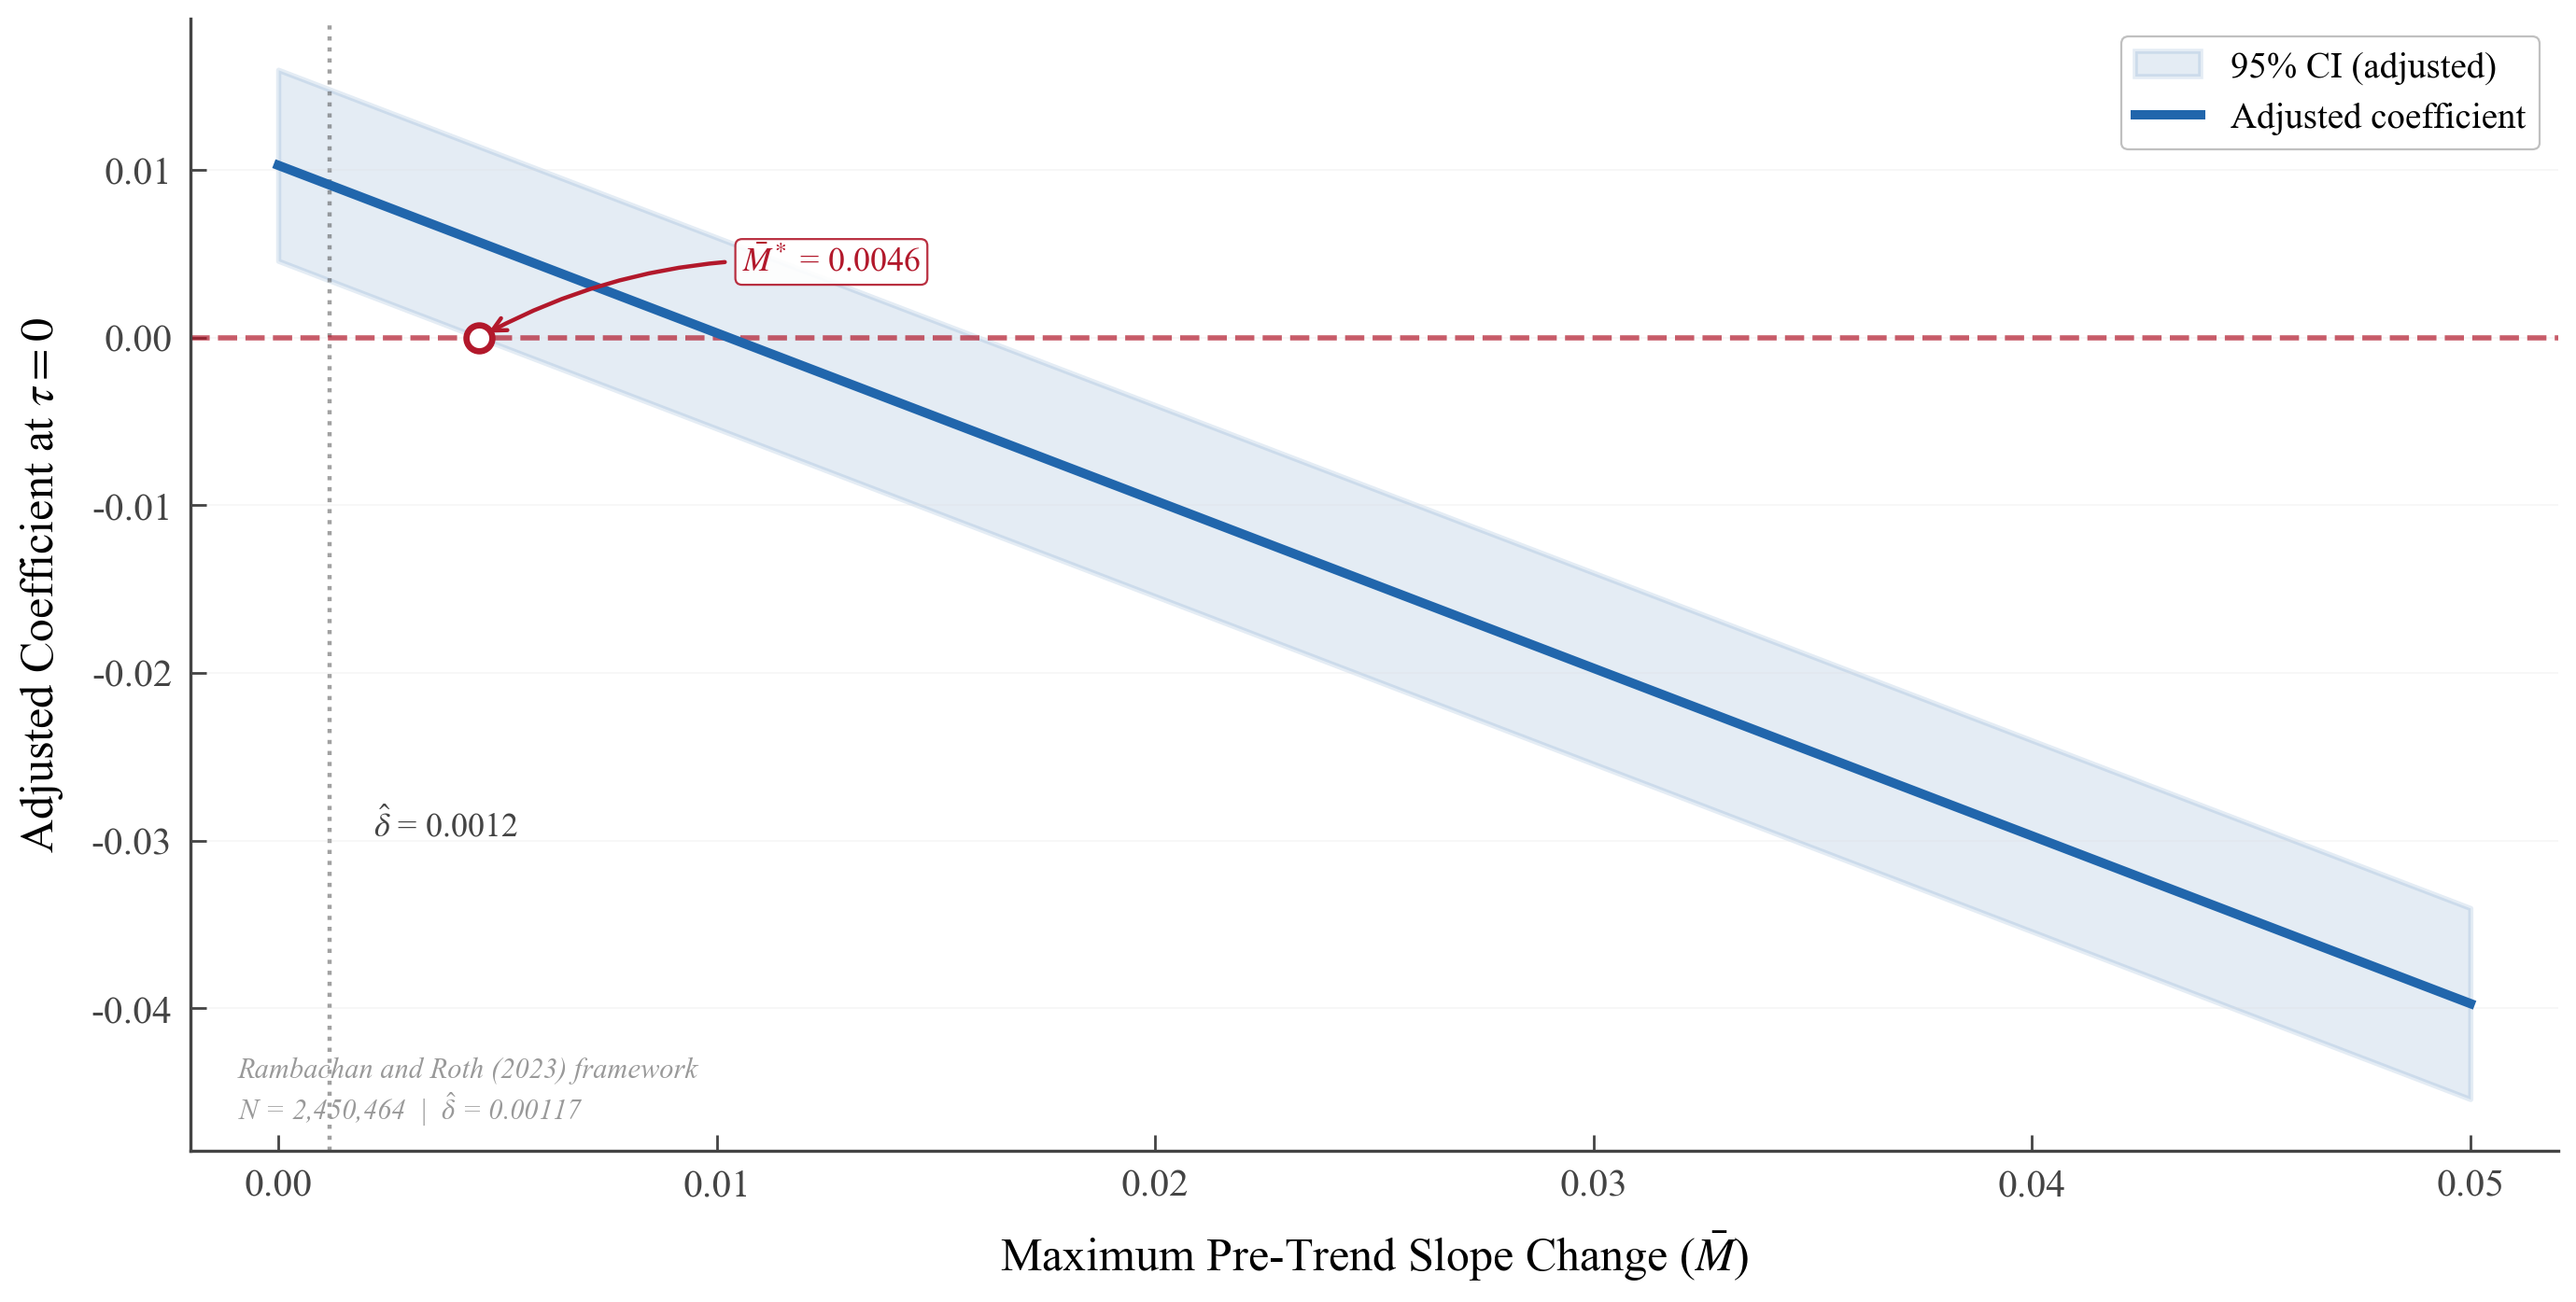 95% CI (adjusted)
Adjusted coefficient
0.01
0.00
-0.01
-0.02
-0.03
-0.04
Adjusted Coefficient at τ = 0
M̄* = 0.0046
δ̂ = 0.0012
Rambachan and Roth (2023) framework
N = 2,450,464 | δ̂ = 0.00117
0.00 0.01 0.02 0.03 0.04 0.05
Maximum Pre-Trend Slope Change (M̄)